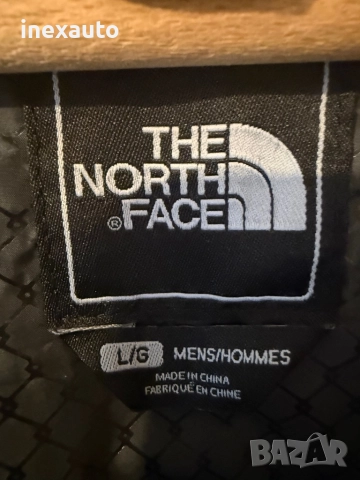 inexauto
THE
NORTH
® FACE
L/G MENS/HOMMES
MADE IN CHINA
FABRIQUÉ EN CHINE
BAZAR